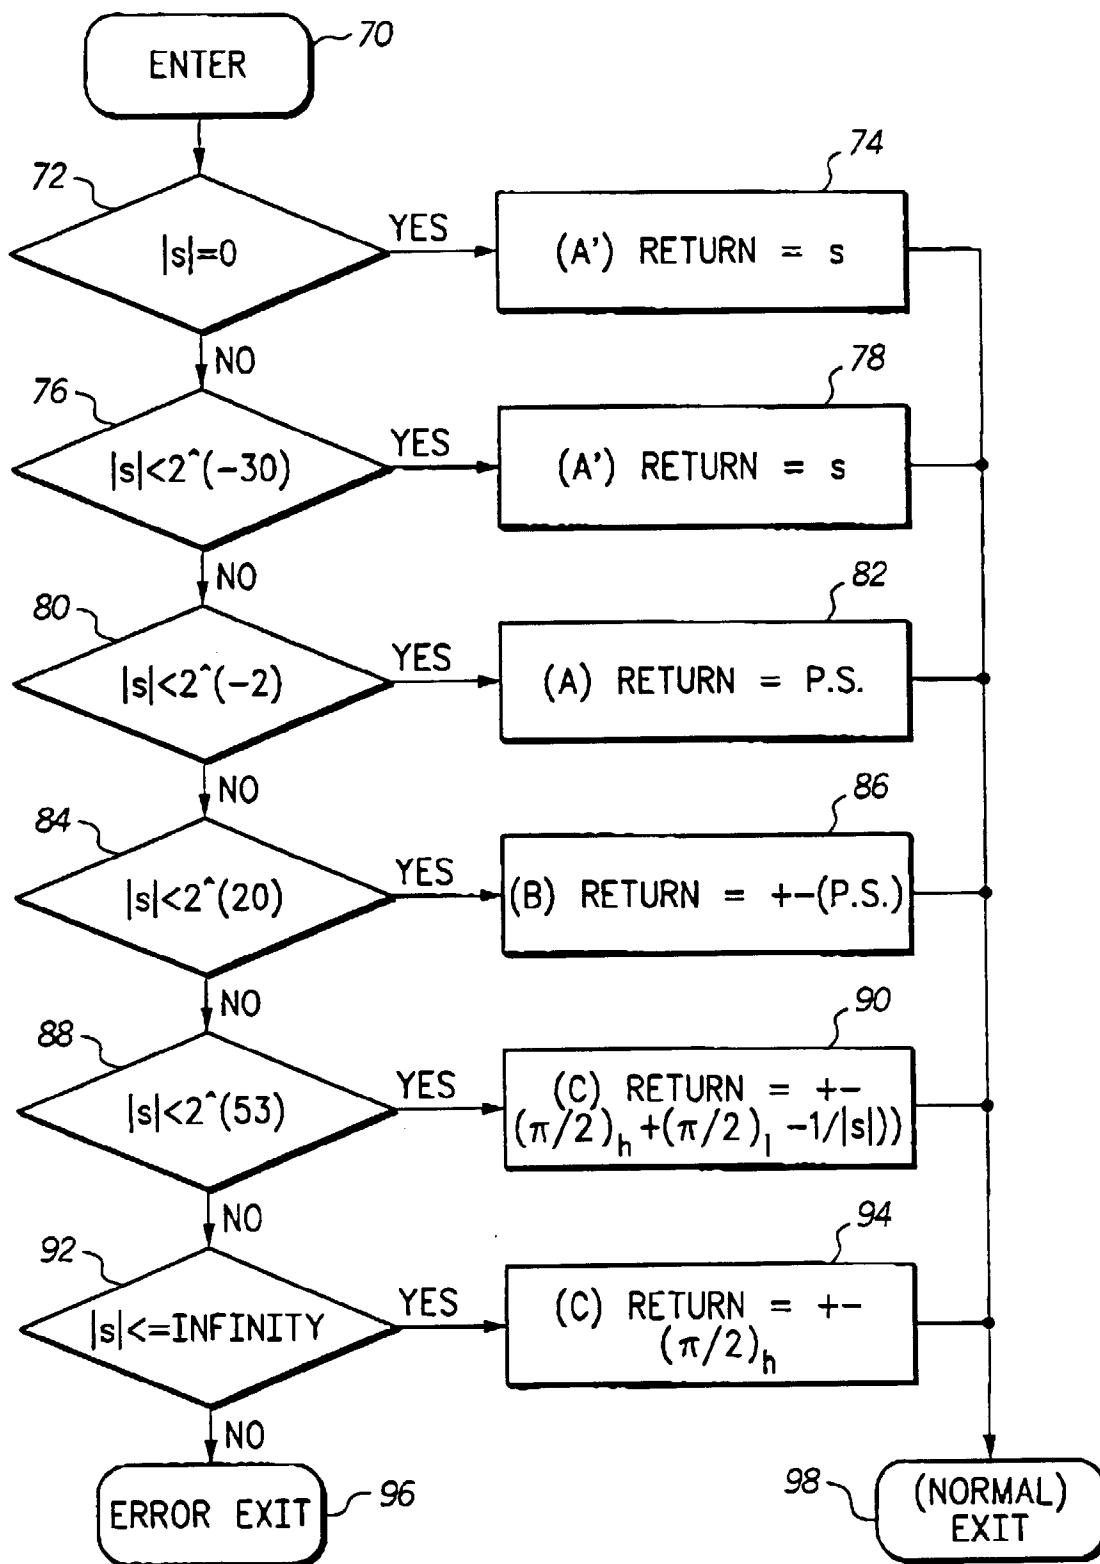 ENTER
70
72
|s|=0
YES
74
(A') RETURN = s
NO
76
|s|<2^(-30)
YES
78
(A') RETURN = s
NO
80
|s|<2^(-2)
YES
82
(A) RETURN = P.S.
NO
84
|s|<2^(20)
YES
86
(B) RETURN = +-(P.S.)
NO
88
|s|<2^(53)
YES
90
(C) RETURN = +-
(π/2)h +(π/2)l -1/|s|))
NO
92
|s|<=INFINITY
YES
94
(C) RETURN = +-
(π/2)h
NO
ERROR EXIT
96
98
(NORMAL)
EXIT